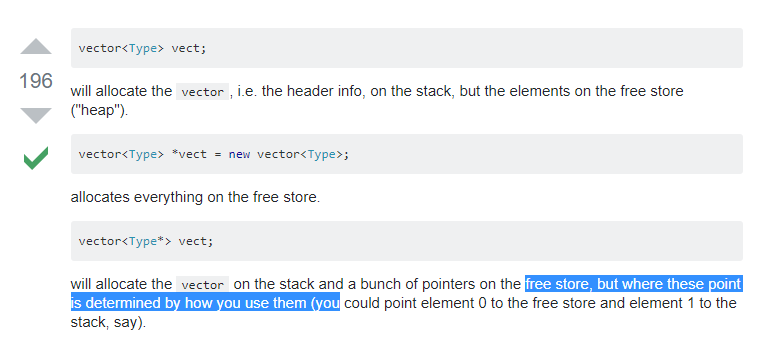 vector<Type> vect;
196
will allocate the vector , i.e. the header info, on the stack, but the elements on the free store
("heap").
vector<Type> *vect = new vector<Type>;
allocates everything on the free store.
vector<Type*> vect;
will allocate the vector on the stack and a bunch of pointers on the free store, but where these point
is determined by how you use them (you could point element 0 to the free store and element 1 to the
stack, say).